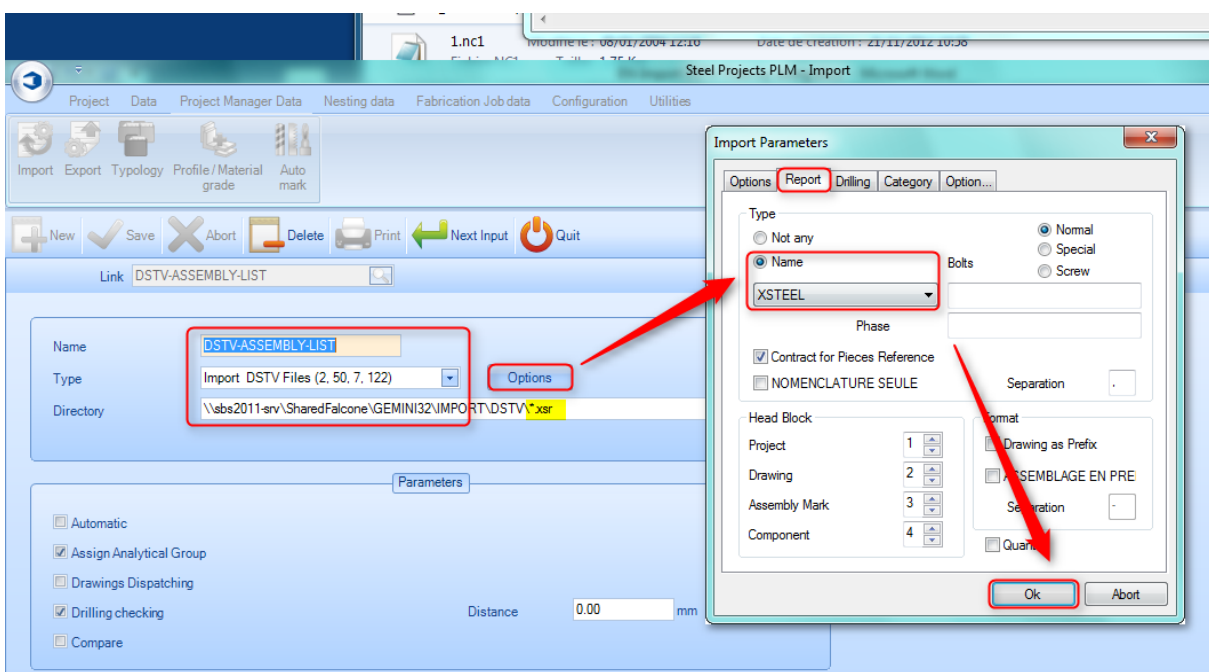 1.nc1
Modifié le : 08/01/2004 12:16
Date de création : 21/11/2012 10:58
Steel Projects PLM - Import
Project Data Project Manager Data Nesting data Fabrication Job data Configuration Utilities
Import Export Typology Profile / Material grade Auto mark
New Save Abort Delete Print Next Input Quit
Link DSTV-ASSEMBLY-LIST
Name DSTV-ASSEMBLY-LIST
Type Import DSTV Files (2, 50, 7, 122) Options
Directory \\sbs2011-srv\SharedFalcone\GEMINI32\IMPORT\DSTV\*.xsr
Parameters
Automatic
Assign Analytical Group
Drawings Dispatching
Drilling checking Distance 0.00 mm
Compare
Import Parameters
Options Report Drilling Category Option...
Type
Not any
Name
XSTEEL
Bolts
Normal
Special
Screw
Phase
Contract for Pieces Reference
NOMENCLATURE SEULE Separation .
Head Block
Project 1
Drawing 2
Assembly Mark 3
Component 4
Format
Drawing as Prefix
ASSEMBLAGE EN PRE
Separation -
Ok Abort